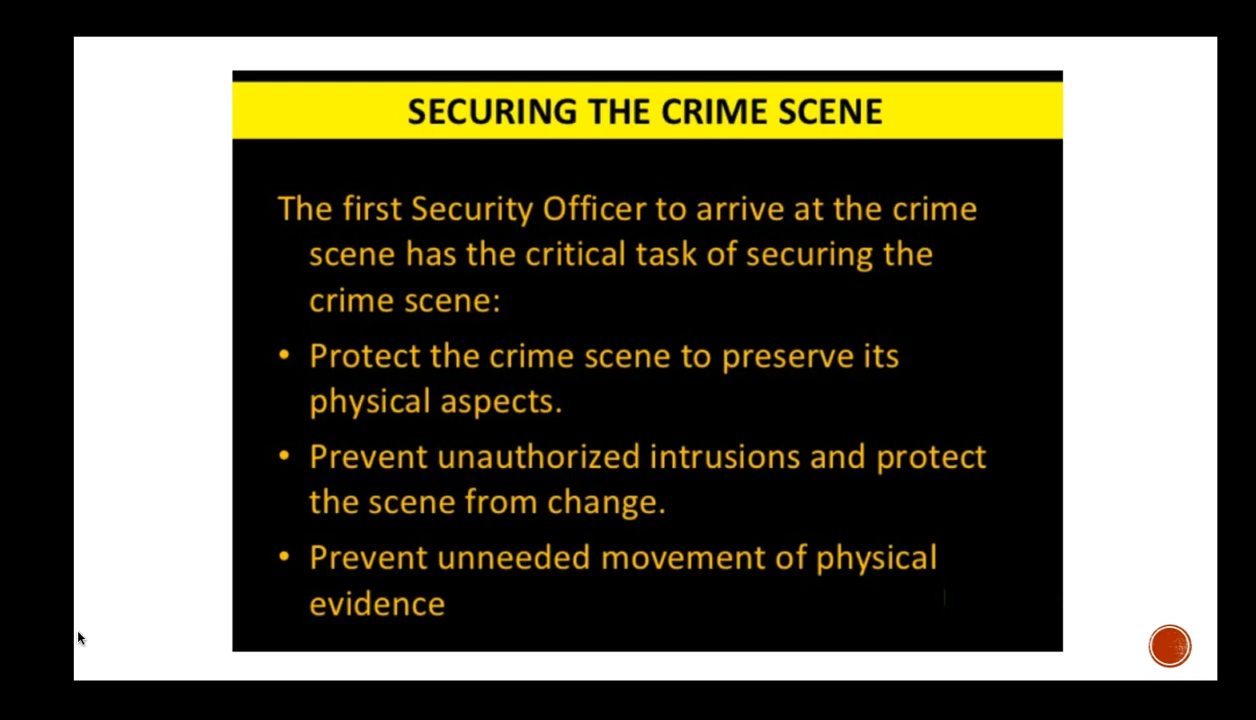 SECURING THE CRIME SCENE
The first Security Officer to arrive at the crime
scene has the critical task of securing the
crime scene:
• Protect the crime scene to preserve its
physical aspects.
• Prevent unauthorized intrusions and protect
the scene from change.
• Prevent unneeded movement of physical
evidence